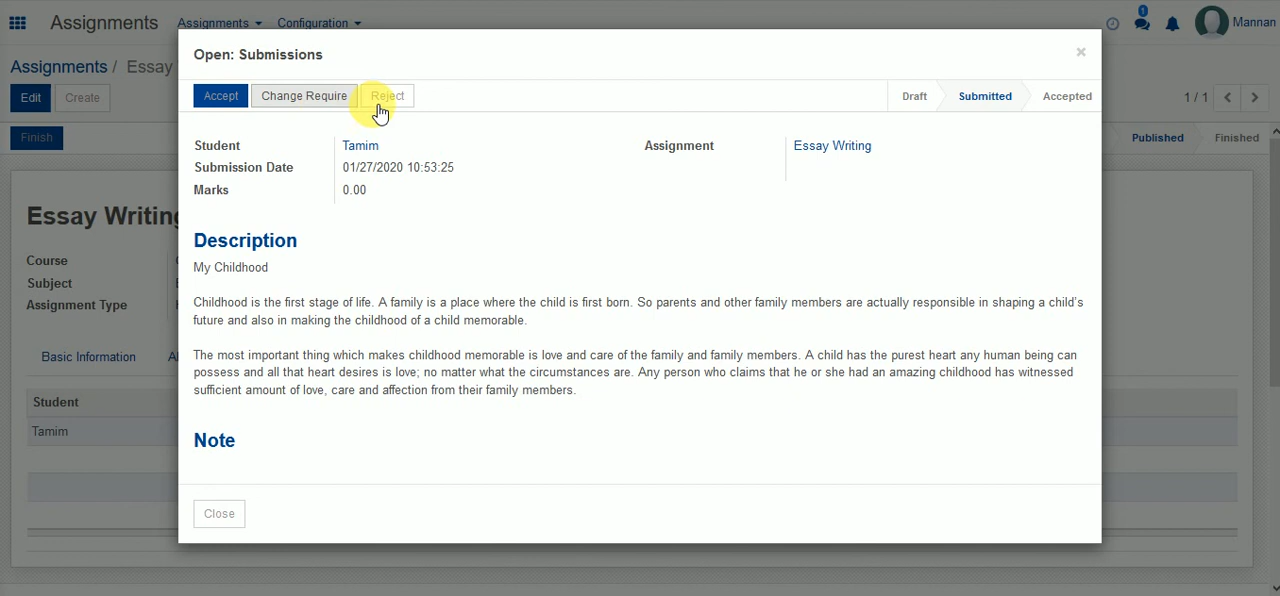 Assignments Assignments Configuration 1 Mannan
Open: Submissions ×
Assignments / Essay
Accept Change Require Reject Draft Submitted Accepted
Edit Create 1 / 1
Finish Published Finished
Student Tamim Assignment Essay Writing
Submission Date 01/27/2020 10:53:25
Marks 0.00
Essay Writing
Description
Course
My Childhood
Subject
Assignment Type
Childhood is the first stage of life. A family is a place where the child is first born. So parents and other family members are actually responsible in shaping a child's
future and also in making the childhood of a child memorable.
Basic Information
The most important thing which makes childhood memorable is love and care of the family and family members. A child has the purest heart any human being can
possess and all that heart desires is love; no matter what the circumstances are. Any person who claims that he or she had an amazing childhood has witnessed
sufficient amount of love, care and affection from their family members.
Student
Tamim
Note
Close